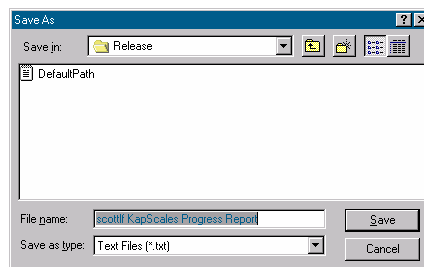 Save As
Save in: Release
DefaultPath
File name: scottlf KapScales Progress Report
Save
Save as type: Text Files (*.txt)
Cancel